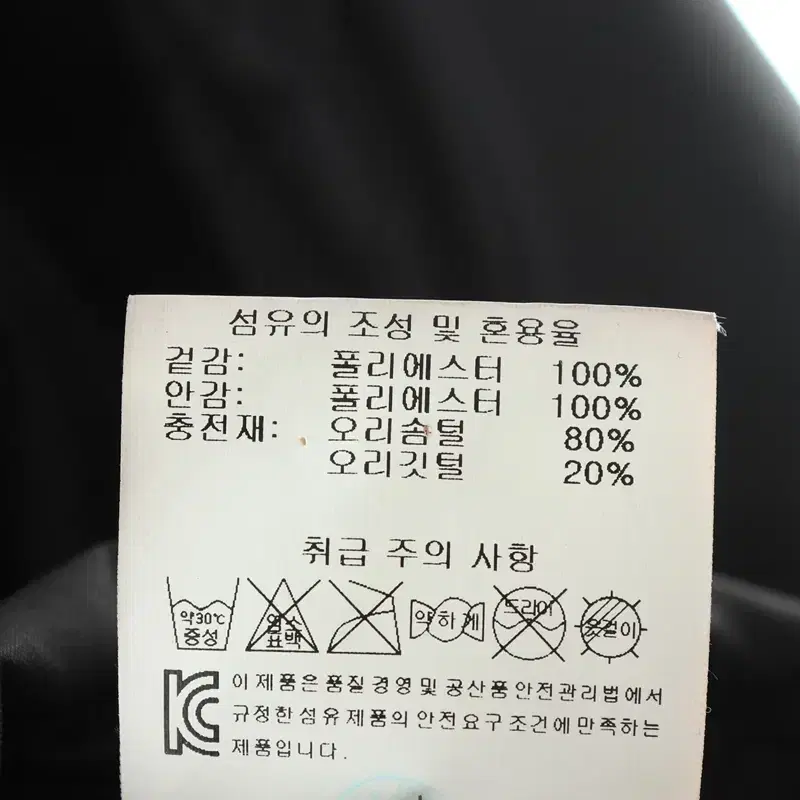 섬유의 조성 및 혼용율
겉감: 폴리에스터 100%
안감: 폴리에스터 100%
충전재: 오리솜털 80%
오리깃털 20%
취급 주의 사항
약30℃
중성
염소
표백
약하게
드라이
옷걸이
이 제품은 품질 경영 및 공산품 안전관리법에서
규정한 섬유제품의 안전요구 조건에 만족하는
제품입니다.